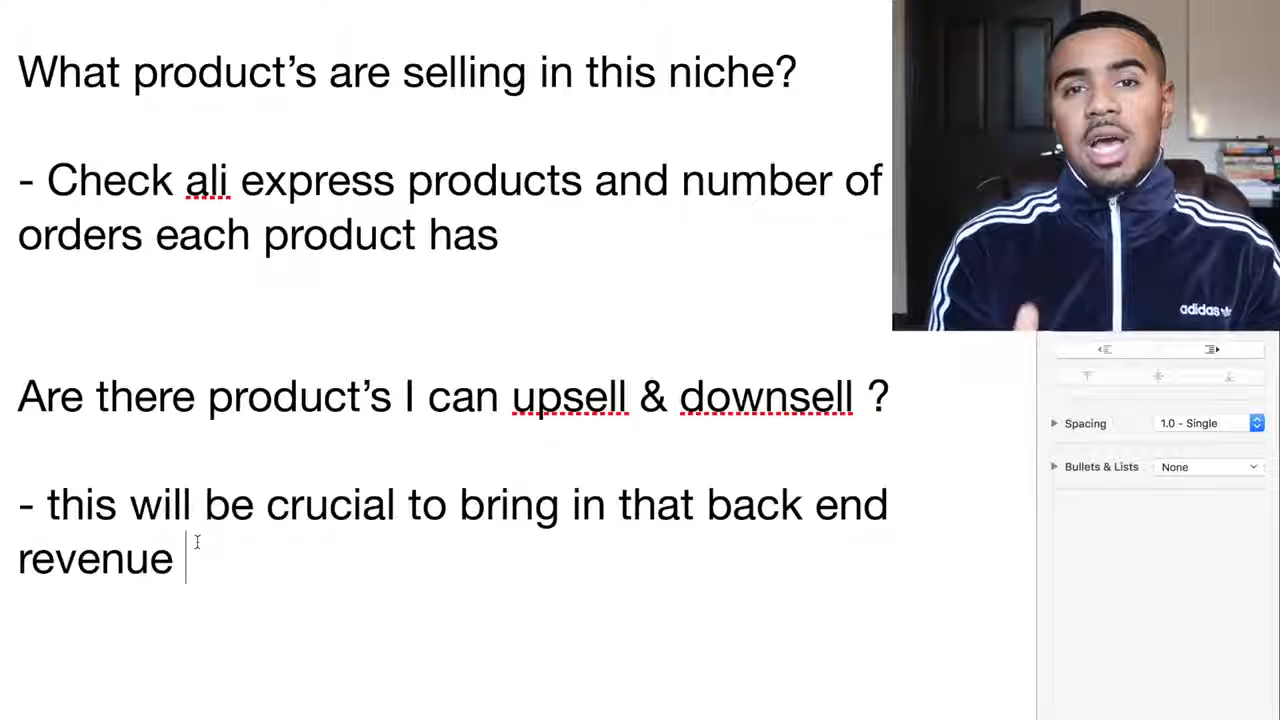 What product’s are selling in this niche?
- Check ali express products and number of
orders each product has
Are there product’s I can upsell & downsell ?
- this will be crucial to bring in that back end
revenue
adidas
Spacing
1.0 - Single
Bullets & Lists
None